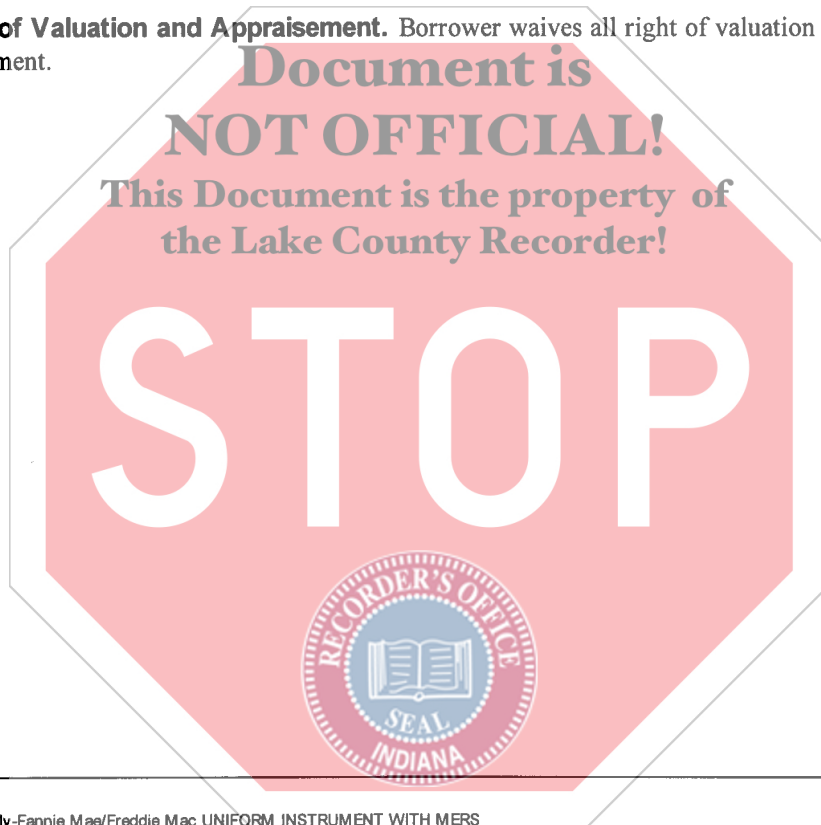 of Valuation and Appraisement. Borrower waives all right of valuation
ment.
Document is
NOT OFFICIAL!
This Document is the property of
the Lake County Recorder!
STOP
RECORDER'S OFFICE
SEAL
INDIANA
ly-Fannie Mae/Freddie Mac UNIFORM INSTRUMENT WITH MERS